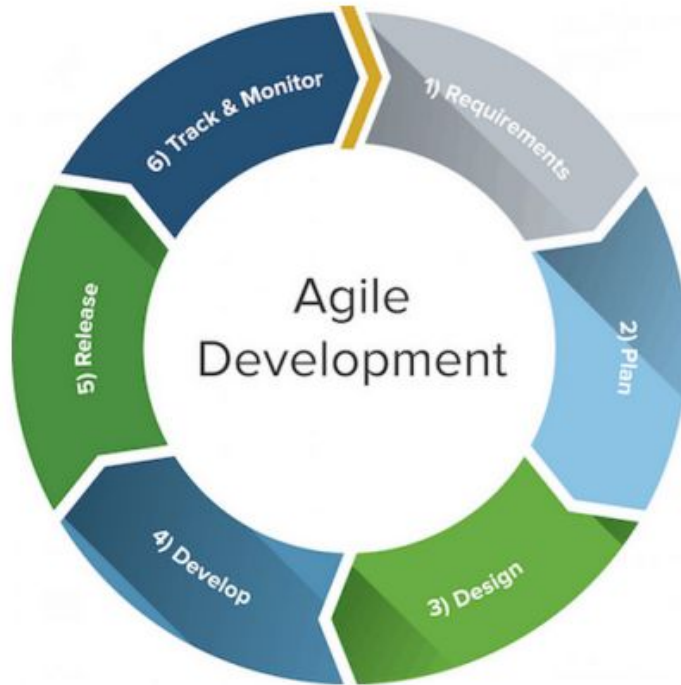 Agile
Development
1) Requirements
2) Plan
3) Design
4) Develop
5) Release
6) Track & Monitor